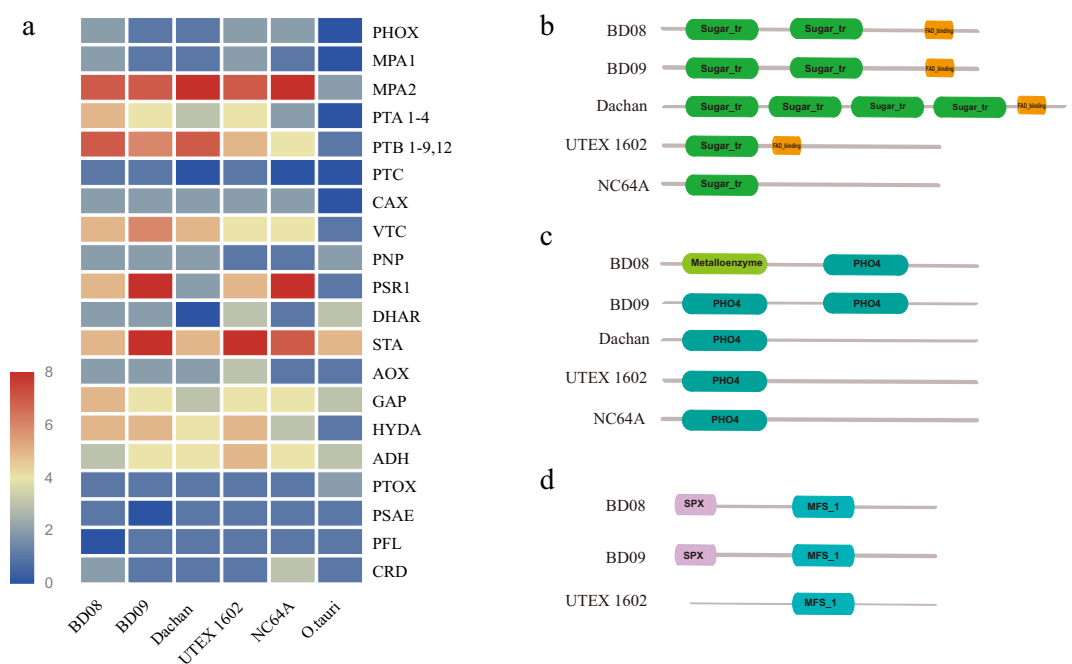 a
PHOX
MPA1
MPA2
PTA 1-4
PTB 1-9,12
PTC
CAX
VTC
PNP
PSR1
DHAR
STA
AOX
GAP
HYDA
ADH
PTOX
PSAE
PFL
CRD
8
6
4
2
0
BD08
BD09
Dachan
UTEX 1602
NC64A
O.tauri
b
BD08 Sugar_tr Sugar_tr FAD_binding
BD09 Sugar_tr Sugar_tr FAD_binding
Dachan Sugar_tr Sugar_tr Sugar_tr Sugar_tr FAD_binding
UTEX 1602 Sugar_tr FAD_binding
NC64A Sugar_tr
c
BD08 Metalloenzyme PHO4
BD09 PHO4 PHO4
Dachan PHO4
UTEX 1602 PHO4
NC64A PHO4
d
BD08 SPX MFS_1
BD09 SPX MFS_1
UTEX 1602 MFS_1